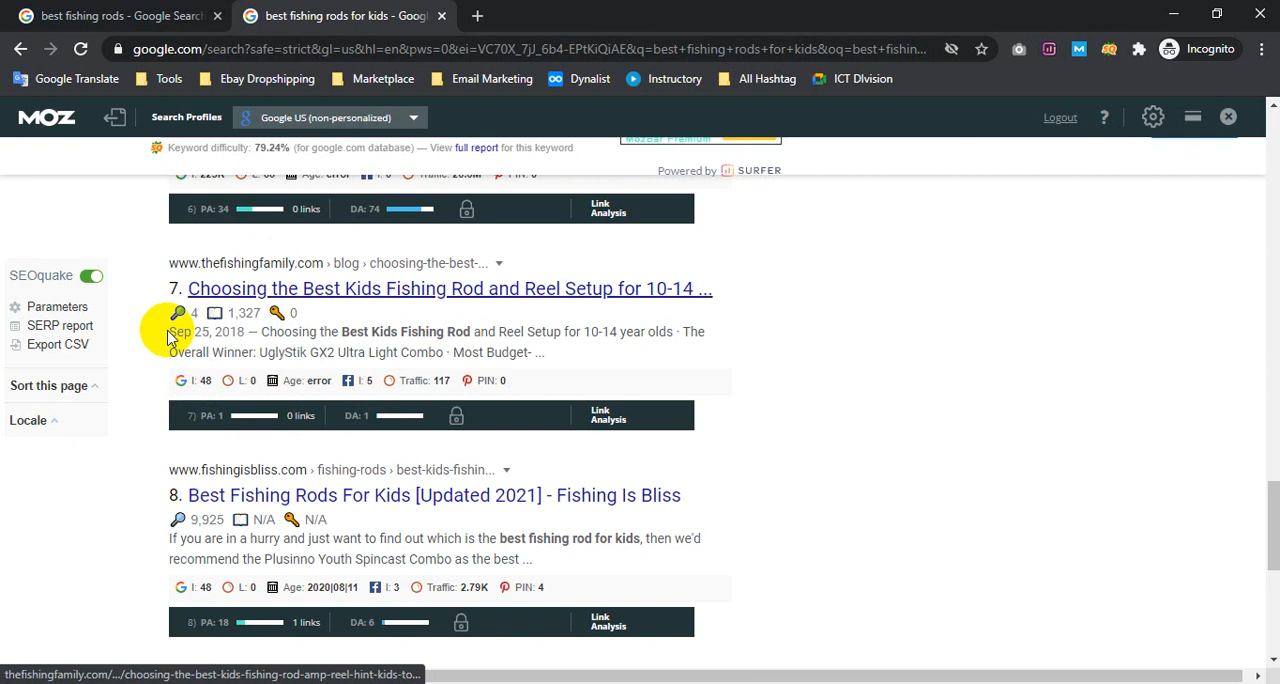 best fishing rods - Google Searc
best fishing rods for kids - Goog
google.com/search?safe=strict&gl=us&hl=en&pws=0&ei=VC70X_7jJ_6b4-EPtKiQiAE&q=best+fishing+rods+for+kids&oq=best+fishin...
Incognito
Google Translate
Tools
Ebay Dropshipping
Marketplace
Email Marketing
Dynalist
Instructory
All Hashtag
ICT DIvision
MOZ
Search Profiles
Google US (non-personalized)
Logout
?
Keyword difficulty: 79.24% (for google.com database) — View full report for this keyword
MozBar Premium
Powered by SURFER
6) PA: 34 0 links DA: 74 Link Analysis
www.thefishingfamily.com › blog › choosing-the-best-...
7. Choosing the Best Kids Fishing Rod and Reel Setup for 10-14 ...
4 1,327 0
Sep 25, 2018 — Choosing the Best Kids Fishing Rod and Reel Setup for 10-14 year olds · The
Overall Winner: UglyStik GX2 Ultra Light Combo · Most Budget- ...
I: 48 L: 0 Age: error I: 5 Traffic: 117 PIN: 0
7) PA: 1 0 links DA: 1 Link Analysis
www.fishingisbliss.com › fishing-rods › best-kids-fishin...
8. Best Fishing Rods For Kids [Updated 2021] - Fishing Is Bliss
9,925 N/A N/A
If you are in a hurry and just want to find out which is the best fishing rod for kids, then we'd
recommend the Plusinno Youth Spincast Combo as the best ...
I: 48 L: 0 Age: 2020|08|11 I: 3 Traffic: 2.79K PIN: 4
8) PA: 18 1 links DA: 6 Link Analysis
SEOquake
Parameters
SERP report
Export CSV
Sort this page
Locale
thefishingfamily.com/.../choosing-the-best-kids-fishing-rod-amp-reel-hint-kids-to...